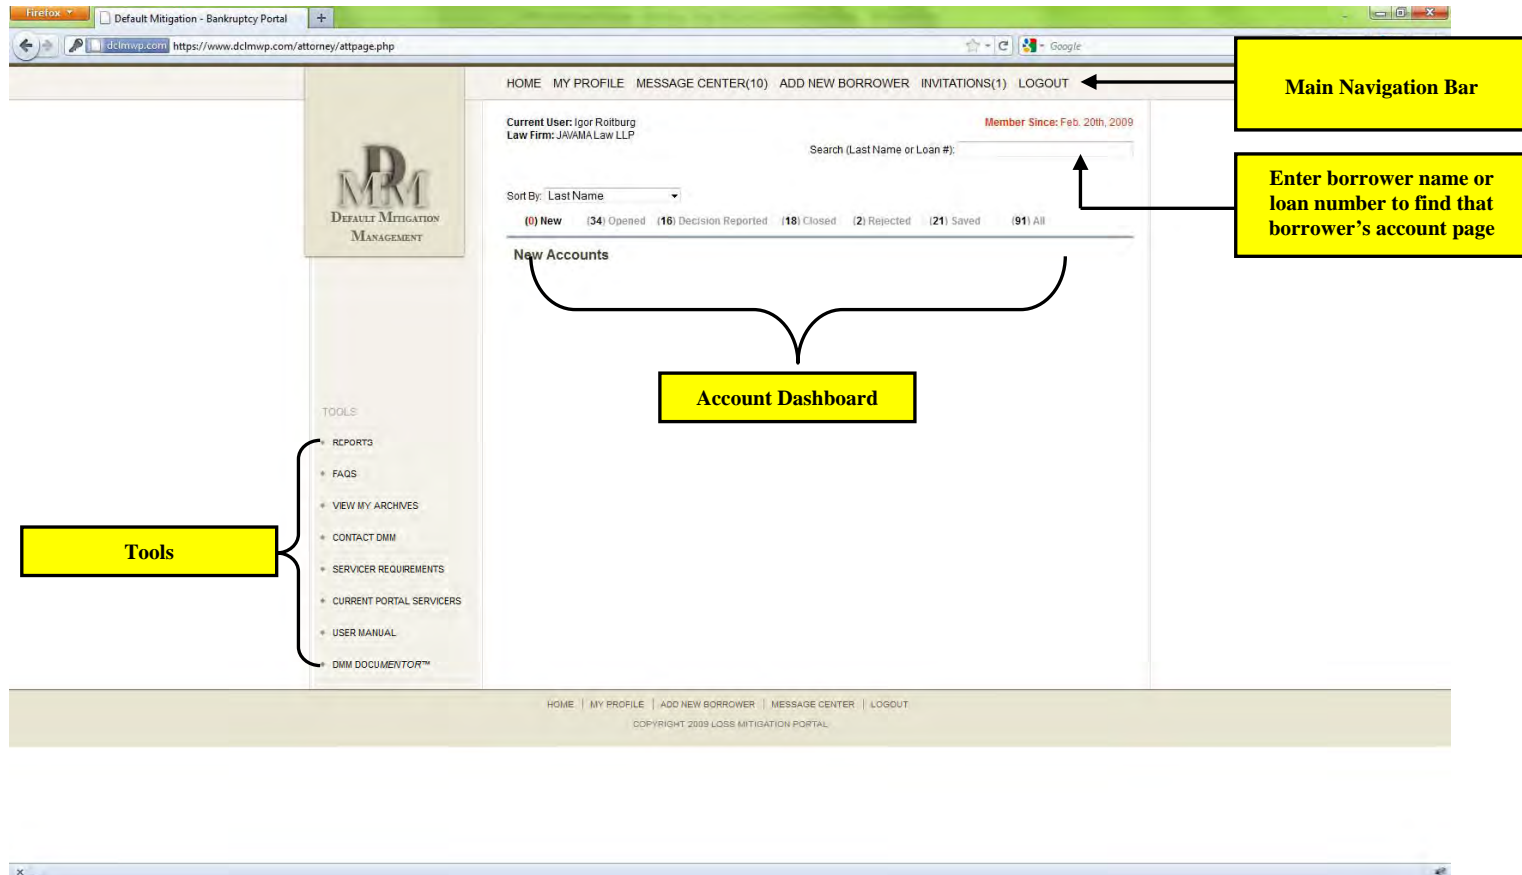 Firefox
Default Mitigation - Bankruptcy Portal
+
dclmwp.com https://www.dclmwp.com/attorney/attpage.php
Google
HOME MY PROFILE MESSAGE CENTER(10) ADD NEW BORROWER INVITATIONS(1) LOGOUT
Main Navigation Bar
Current User: Igor Roitburg
Member Since: Feb. 20th, 2009
Law Firm: JAVAMA Law LLP
Search (Last Name or Loan #):
Enter borrower name or
loan number to find that
borrower's account page
DMM
DEFAULT MITIGATION
MANAGEMENT
Sort By: Last Name
(0) New (34) Opened (16) Decision Reported (18) Closed (2) Rejected (21) Saved (91) All
New Accounts
Account Dashboard
TOOLS
REPORTS
FAQS
VIEW MY ARCHIVES
CONTACT DMM
SERVICER REQUIREMENTS
CURRENT PORTAL SERVICERS
USER MANUAL
DMM DOCUMENTOR™
Tools
HOME | MY PROFILE | ADD NEW BORROWER | MESSAGE CENTER | LOGOUT
COPYRIGHT 2009 LOSS MITIGATION PORTAL